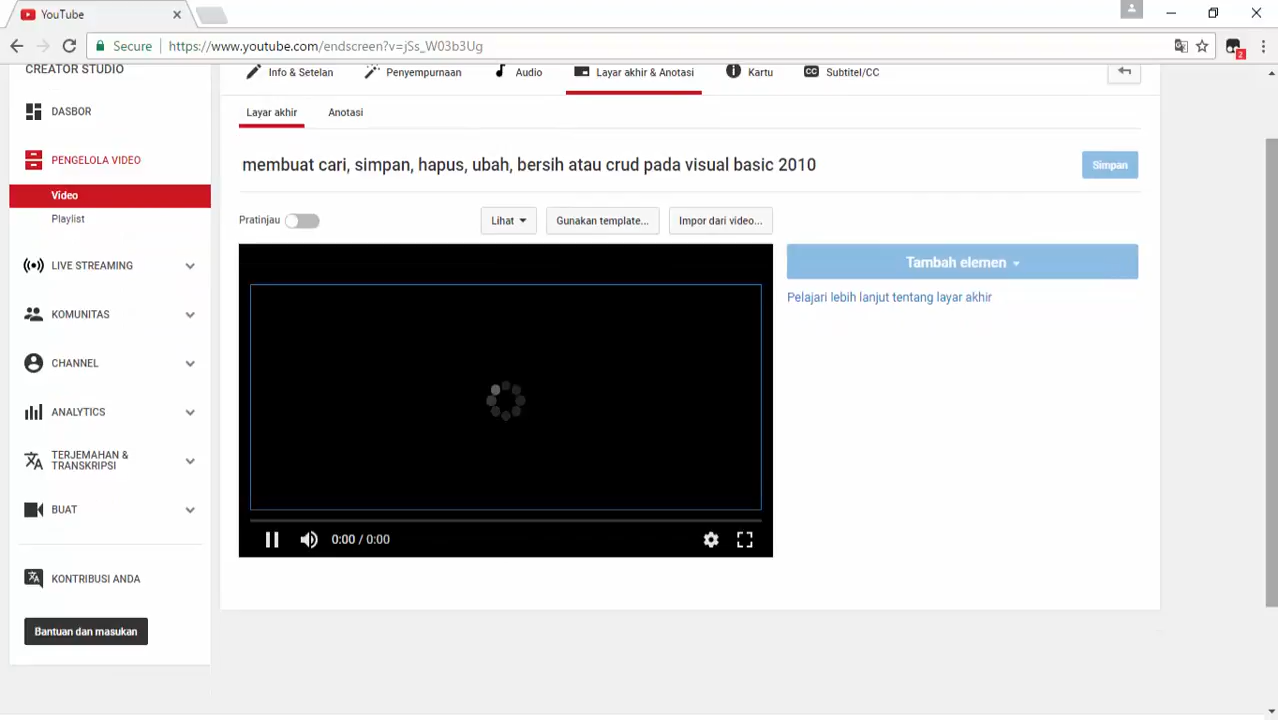 YouTube
Secure https://www.youtube.com/endscreen?v=jSs_W03b3Ug
2
CREATOR STUDIO
Info & Setelan Penyempurnaan Audio Layar akhir & Anotasi Kartu CC Subtitel/CC
DASBOR
Layar akhir Anotasi
PENGELOLA VIDEO
membuat cari, simpan, hapus, ubah, bersih atau crud pada visual basic 2010 Simpan
Video
Playlist
Pratinjau Lihat Gunakan template... Impor dari video...
LIVE STREAMING
Tambah elemen
Pelajari lebih lanjut tentang layar akhir
KOMUNITAS
CHANNEL
ANALYTICS
TERJEMAHAN &
TRANSKRIPSI
BUAT
0:00 / 0:00
KONTRIBUSI ANDA
Bantuan dan masukan